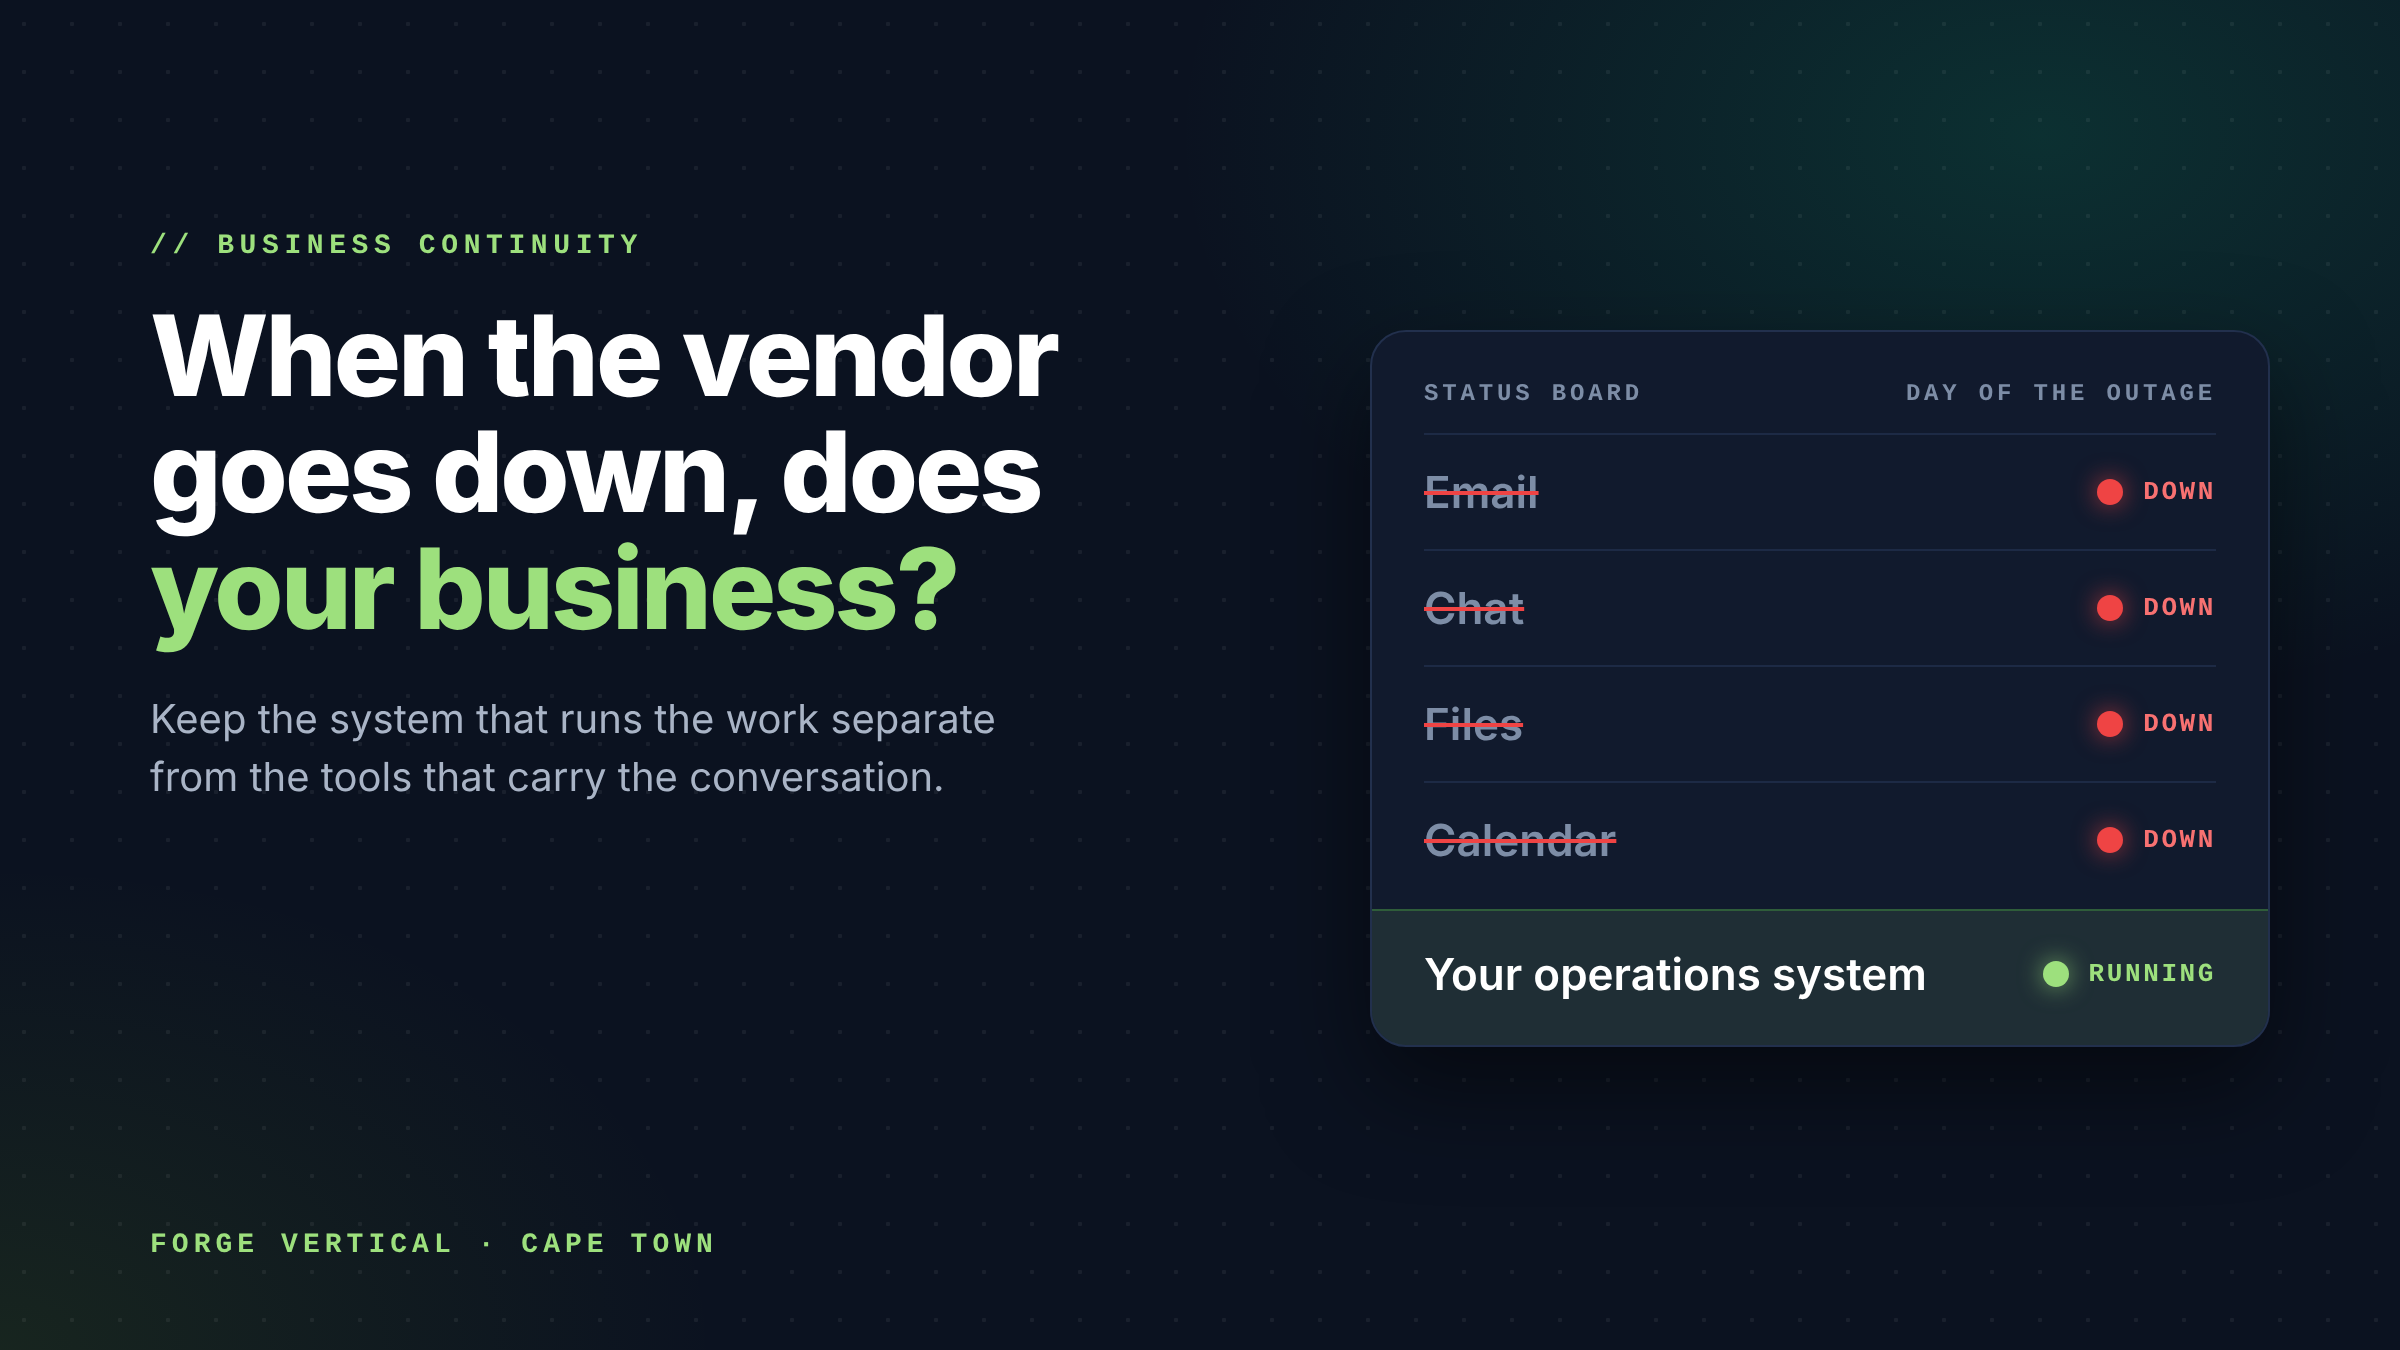 // BUSINESS CONTINUITY
When the vendor
goes down, does
your business?
Keep the system that runs the work separate
from the tools that carry the conversation.
STATUS BOARD DAY OF THE OUTAGE
Email DOWN
Chat DOWN
Files DOWN
Calendar DOWN
Your operations system RUNNING
FORGE VERTICAL · CAPE TOWN